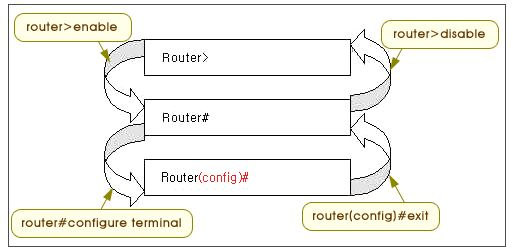 router>enable
router>disable
Router>
Router#
Router(config)#
router#configure terminal
router(config)#exit